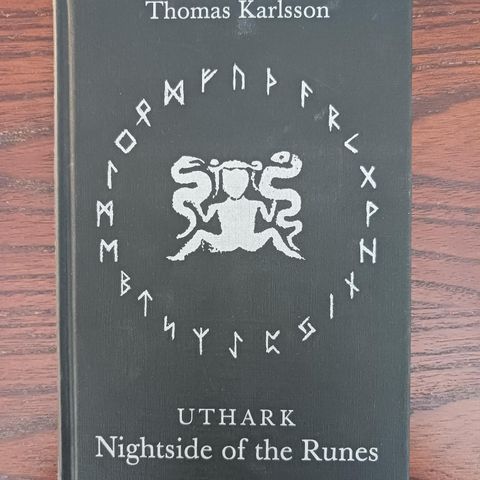 Thomas Karlsson
ᚠ ᚢ ᚦ ᚨ ᚱ ᚲ ᚷ ᚹ ᚺ ᚾ ᛁ ᛃ ᛈ ᛇ ᛉ ᛊ ᛏ ᛒ ᛖ ᛗ ᛚ ᛜ ᛟ ᛞ
UTHARK
Nightside of the Runes